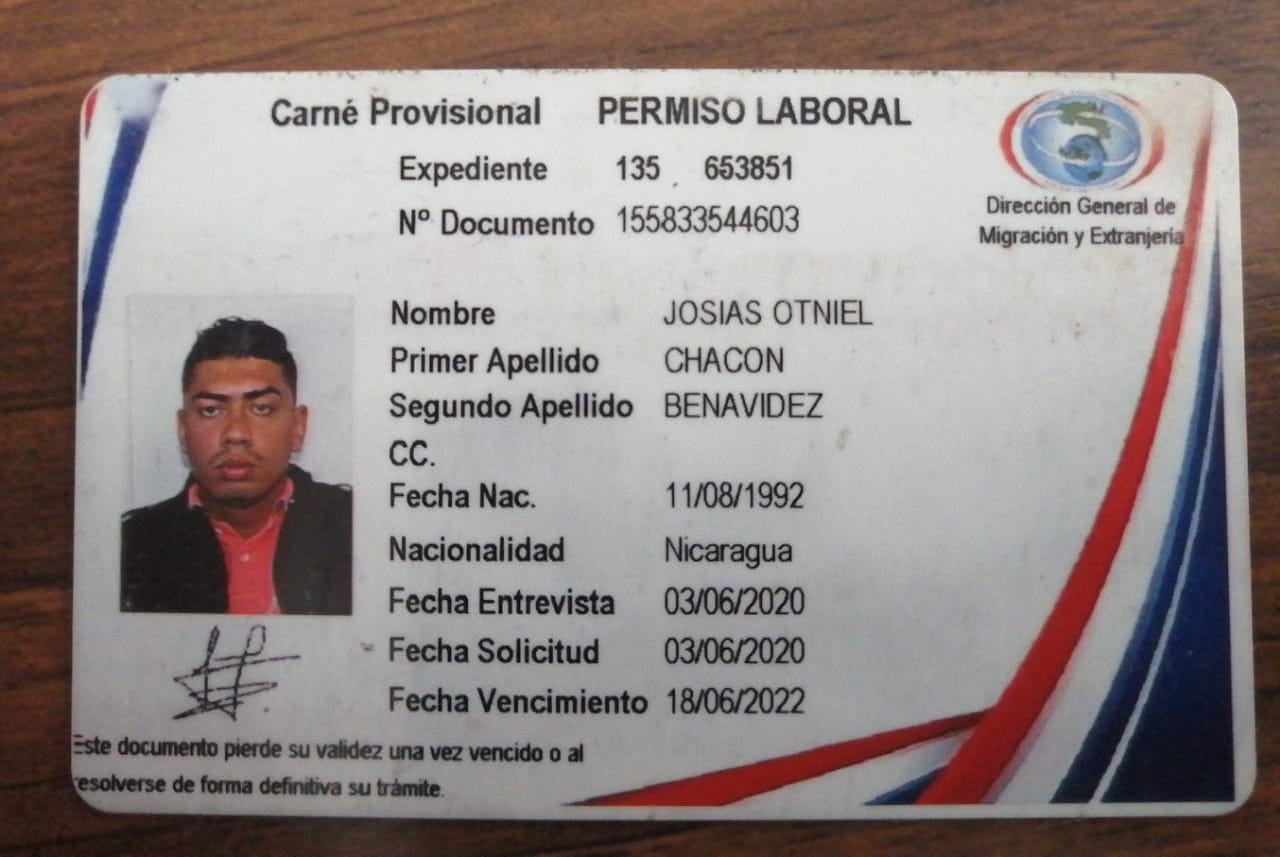 Carné Provisional PERMISO LABORAL
Expediente 135 653851
Nº Documento 155833544603
Dirección General de
Migración y Extranjería
Nombre JOSIAS OTNIEL
Primer Apellido CHACON
Segundo Apellido BENAVIDEZ
CC.
Fecha Nac. 11/08/1992
Nacionalidad Nicaragua
Fecha Entrevista 03/06/2020
Fecha Solicitud 03/06/2020
Fecha Vencimiento 18/06/2022
Este documento pierde su validez una vez vencido o al
resolverse de forma definitiva su trámite.